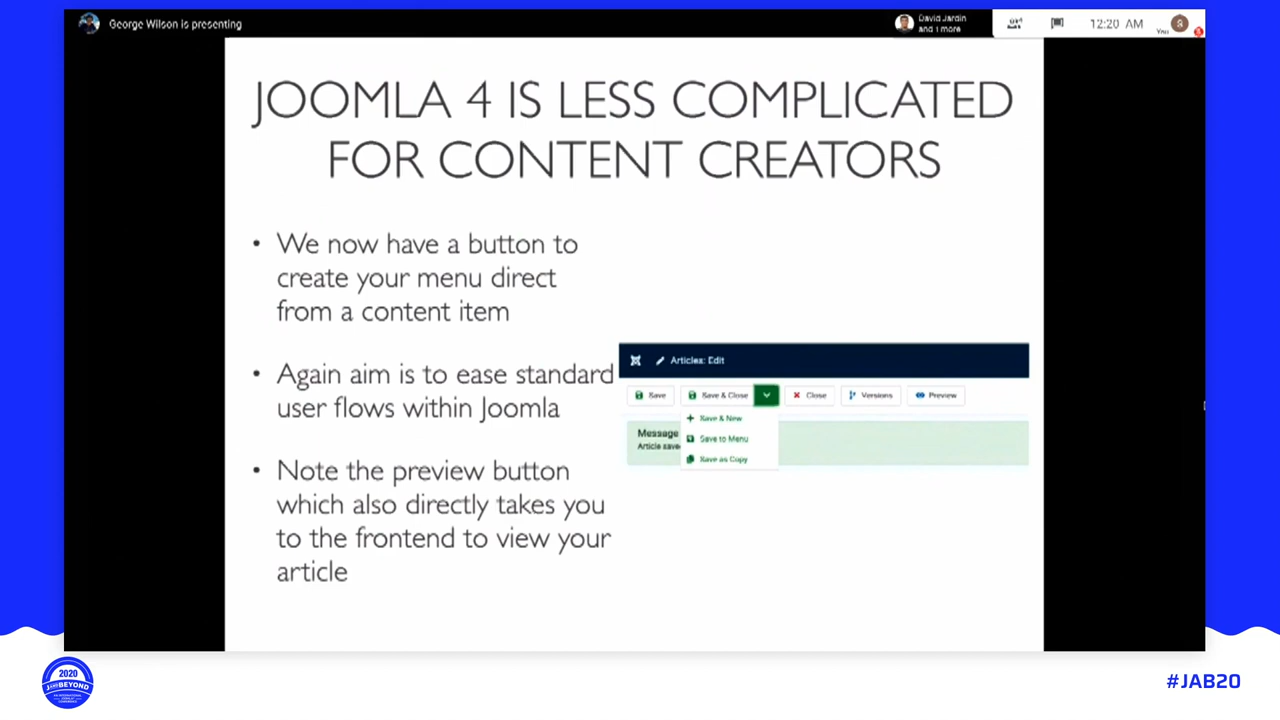 George Wilson is presenting
David Jardin
and 1 more
12:20 AM
You
S
JOOMLA 4 IS LESS COMPLICATED
FOR CONTENT CREATORS
• We now have a button to
create your menu direct
from a content item
• Again aim is to ease standard
user flows within Joomla
• Note the preview button
which also directly takes you
to the frontend to view your
article
Articles: Edit
Save
Save & Close
Close
Versions
Preview
Save & New
Save to Menu
Save as Copy
Message
Article save
2020
JANDBEYOND
#JAB20